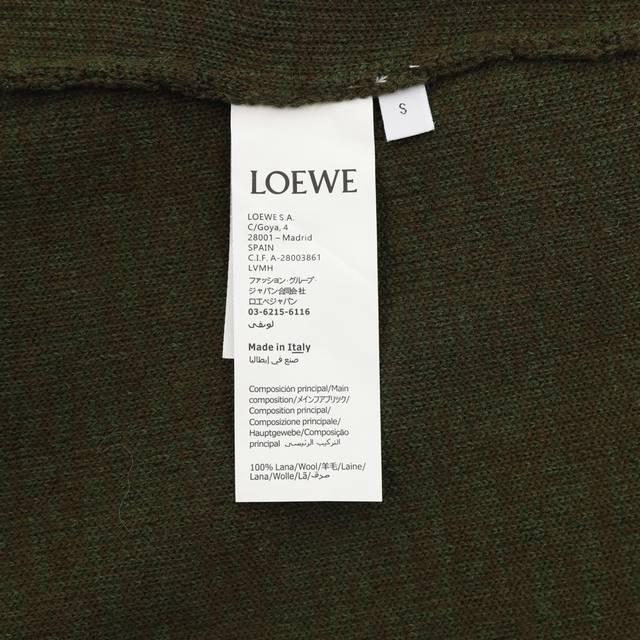 S
LOEWE
LOEWE S.A.
C/Goya, 4
28001 – Madrid
SPAIN
C.I.F. A-28003861
LVMH
ファッション・グループ・
ジャパン合同会社
ロエベジャパン
03-6215-6116
لويفي
Made in Italy
صنع في إيطاليا
Composición principal/Main
composition/メインファブリック/
Composition principal/
Composizione principale/
Hauptgewebe/Composição
principal التركيب الرئيسي
100% Lana/Wool/羊毛/Laine/
Lana/Wolle/Lã/صرف